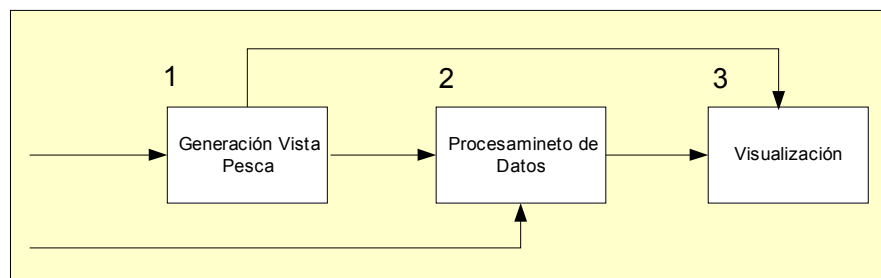 1
Generación Vista
Pesca
2
Procesamineto de
Datos
3
Visualización